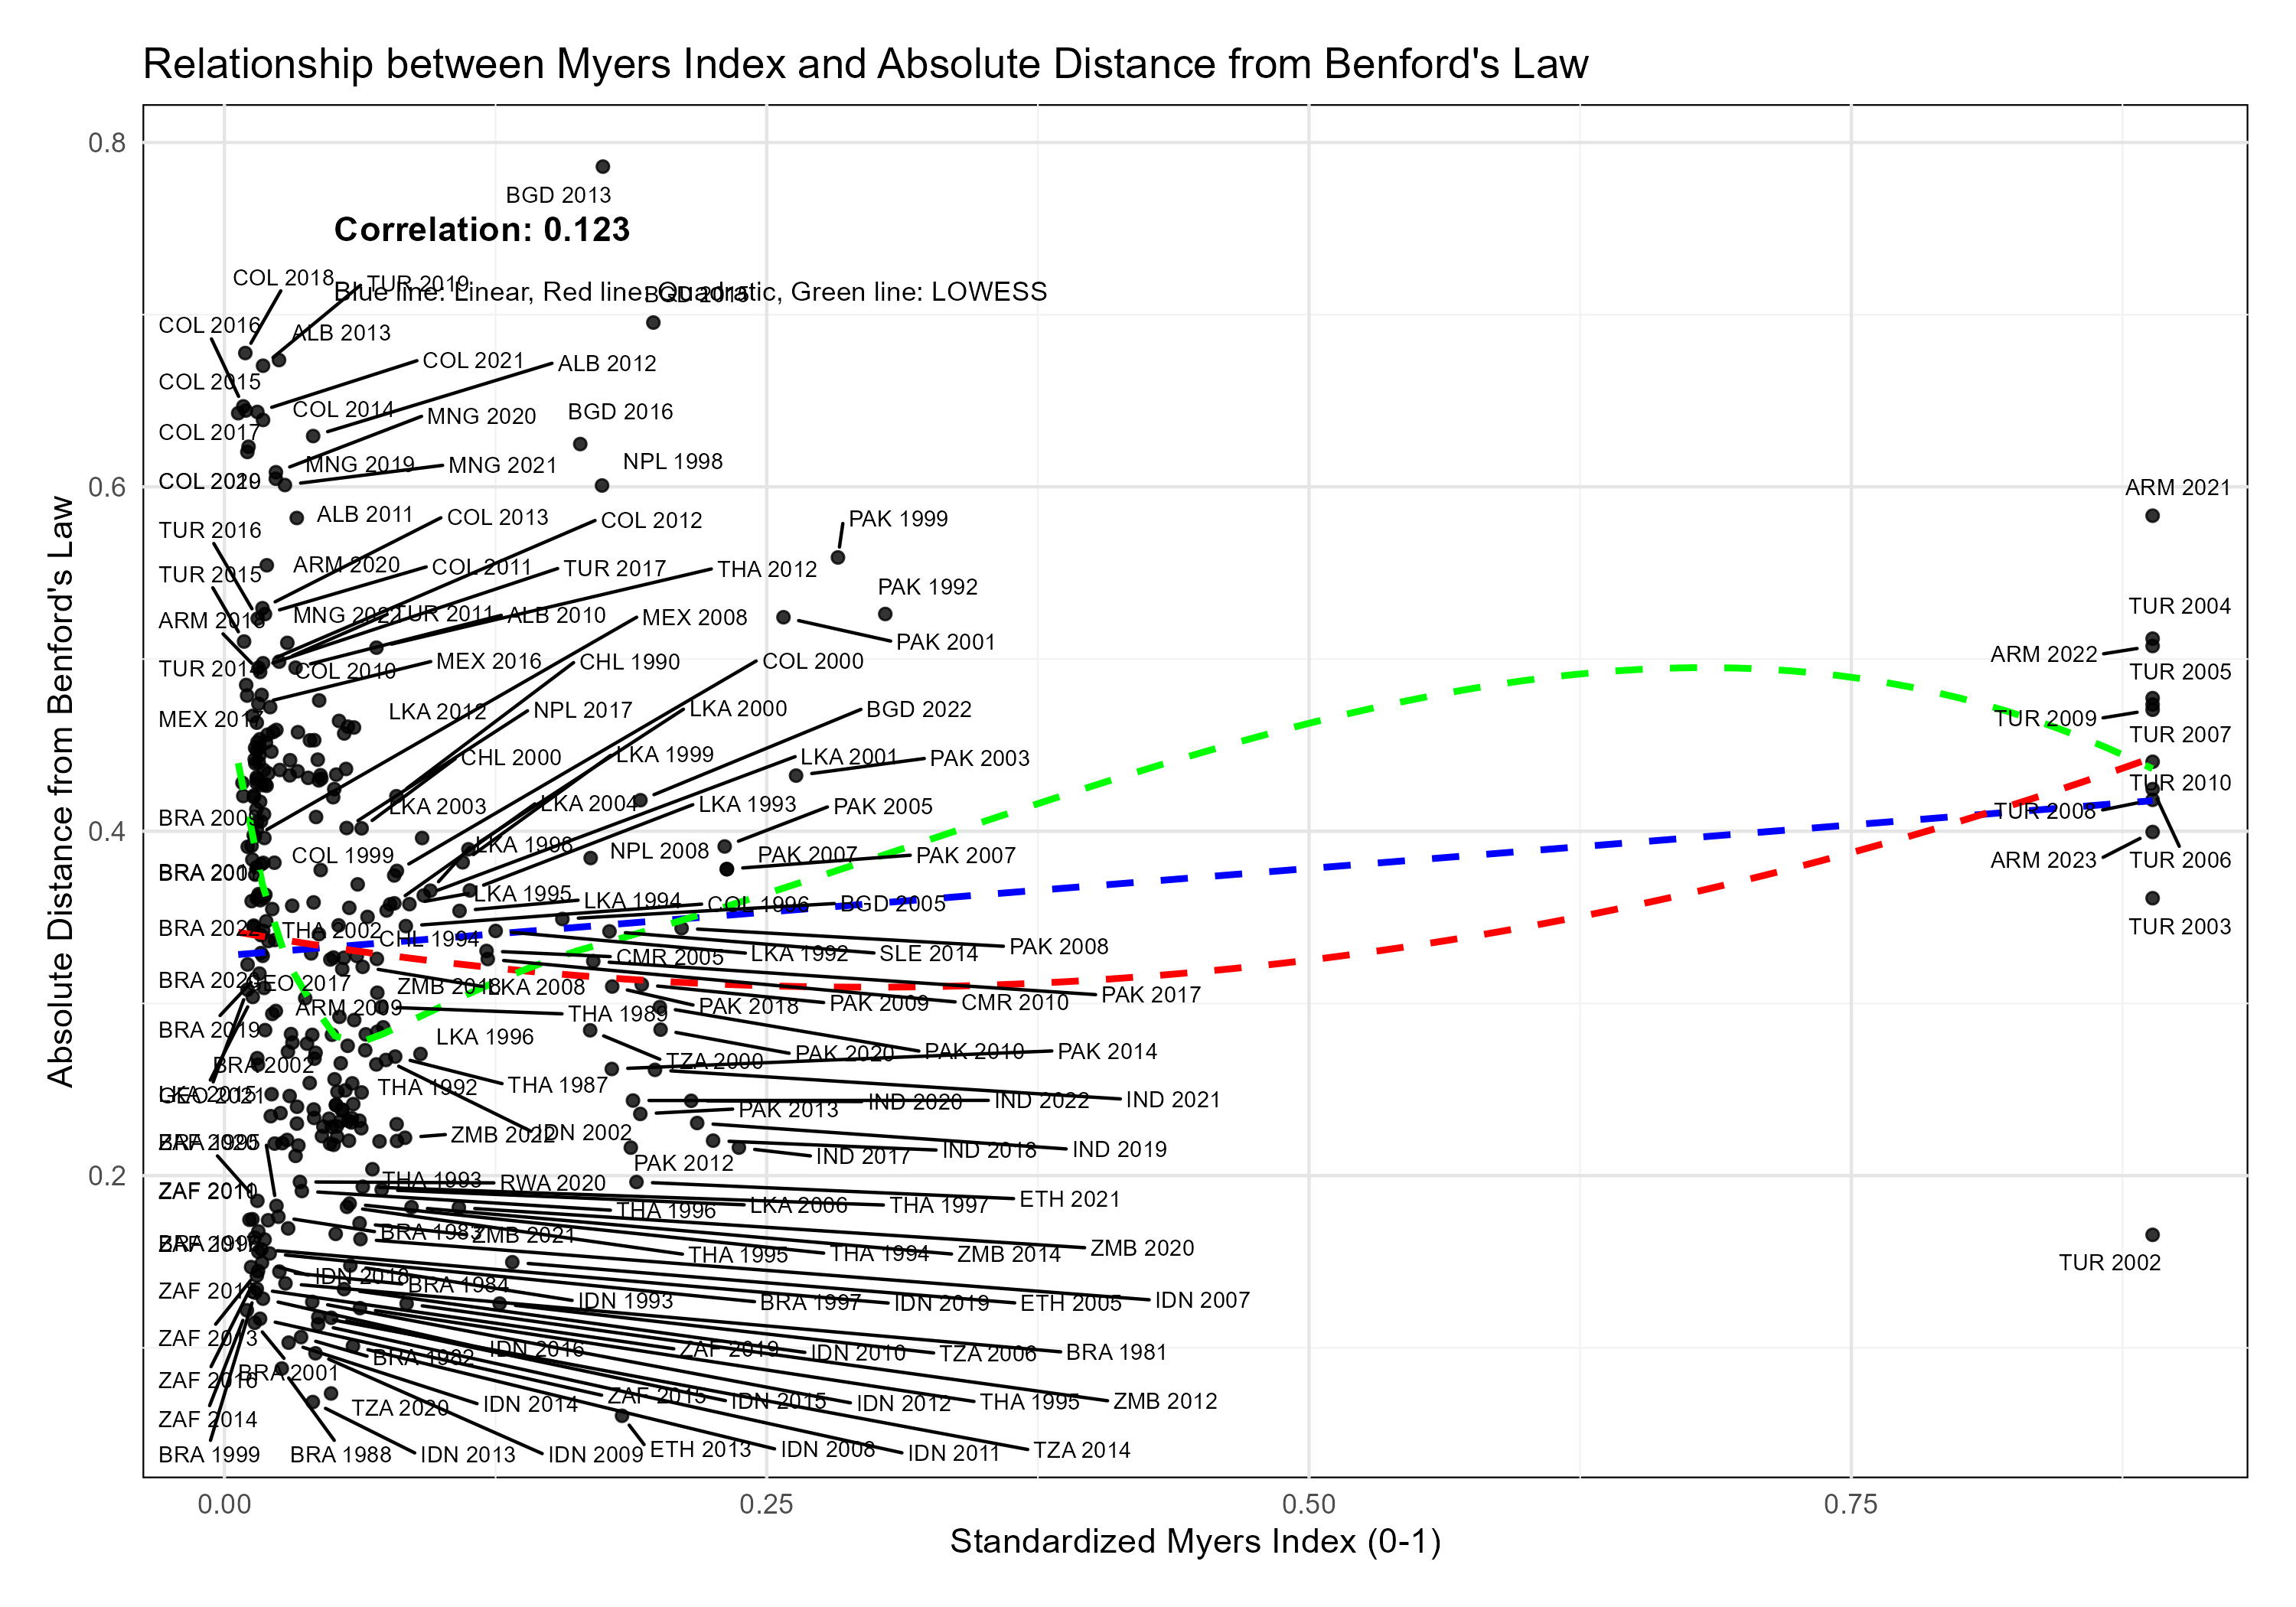 Relationship between Myers Index and Absolute Distance from Benford's Law
0.8
BGD 2013
Correlation: 0.123
COL 2018
TUR 2019
Blue line: Linear, Red line: Quadratic, Green line: LOWESS
COL 2016
ALB 2013
COL 2021
ALB 2012
COL 2015
COL 2014
MNG 2020
BGD 2016
COL 2017
MNG 2019
MNG 2021
NPL 1998
0.6
ARM 2021
TUR 2016
ALB 2011
COL 2013
COL 2012
PAK 1999
TUR 2015
ARM 2020
COL 2011
TUR 2017
THA 2012
PAK 1992
TUR 2004
TUR 2011
ALB 2010
MEX 2008
PAK 2001
ARM 2022
TUR 2014
COL 2010
MEX 2016
CHL 1990
COL 2000
TUR 2005
MEX 2017
LKA 2012
NPL 2017
LKA 2000
BGD 2022
TUR 2009
TUR 2007
CHL 2000
LKA 1999
LKA 2001
PAK 2003
TUR 2010
LKA 2003
LKA 2004
LKA 1993
PAK 2005
TUR 2008
0.4
COL 1999
LKA 1998
NPL 2008
PAK 2007
PAK 2007
ARM 2023
TUR 2006
LKA 1995
LKA 1994
COL 1996
BGD 2005
BRA 2022
THA 2002
CHL 1994
CMR 2005
LKA 1992
SLE 2014
PAK 2008
TUR 2003
GEO 2017
ZMB 2018
LKA 2008
ARM 2009
THA 1989
PAK 2018
PAK 2009
CMR 2010
PAK 2017
BRA 2019
LKA 1996
TZA 2000
PAK 2020
PAK 2010
PAK 2014
BRA 2002
THA 1992
THA 1987
PAK 2013
IND 2020
IND 2022
IND 2021
ZMB 2022
IDN 2002
PAK 2012
IND 2017
IND 2018
IND 2019
0.2
THA 1993
RWA 2020
THA 1996
LKA 2006
THA 1997
ETH 2021
BRA 1983
ZMB 2021
THA 1995
THA 1994
ZMB 2014
ZMB 2020
TUR 2002
IDN 2018
BRA 1984
IDN 1993
BRA 1997
IDN 2019
ETH 2005
IDN 2007
ZAF 2013
BRA 1982
IDN 2016
ZAF 2019
IDN 2010
TZA 2006
BRA 1981
ZAF 2016
BRA 2001
ZAF 2014
TZA 2020
IDN 2014
ZAF 2015
IDN 2015
IDN 2012
THA 1995
ZMB 2012
BRA 1999
BRA 1988
IDN 2013
IDN 2009
ETH 2013
IDN 2008
IDN 2011
TZA 2014
0.00
0.25
0.50
0.75
Standardized Myers Index (0-1)
Absolute Distance from Benford's Law